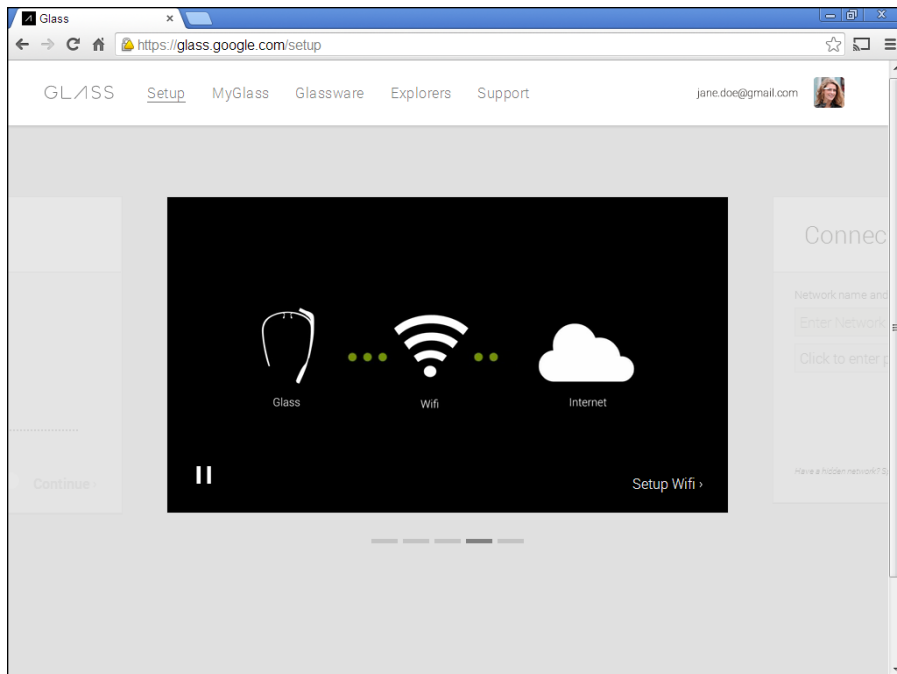 Glass
https://glass.google.com/setup
GLASS Setup MyGlass Glassware Explorers Support jane.doe@gmail.com
Connec
Network name and
Enter Network
Click to enter p
Glass Wifi Internet
Have a hidden network?
Continue ›
Setup Wifi ›